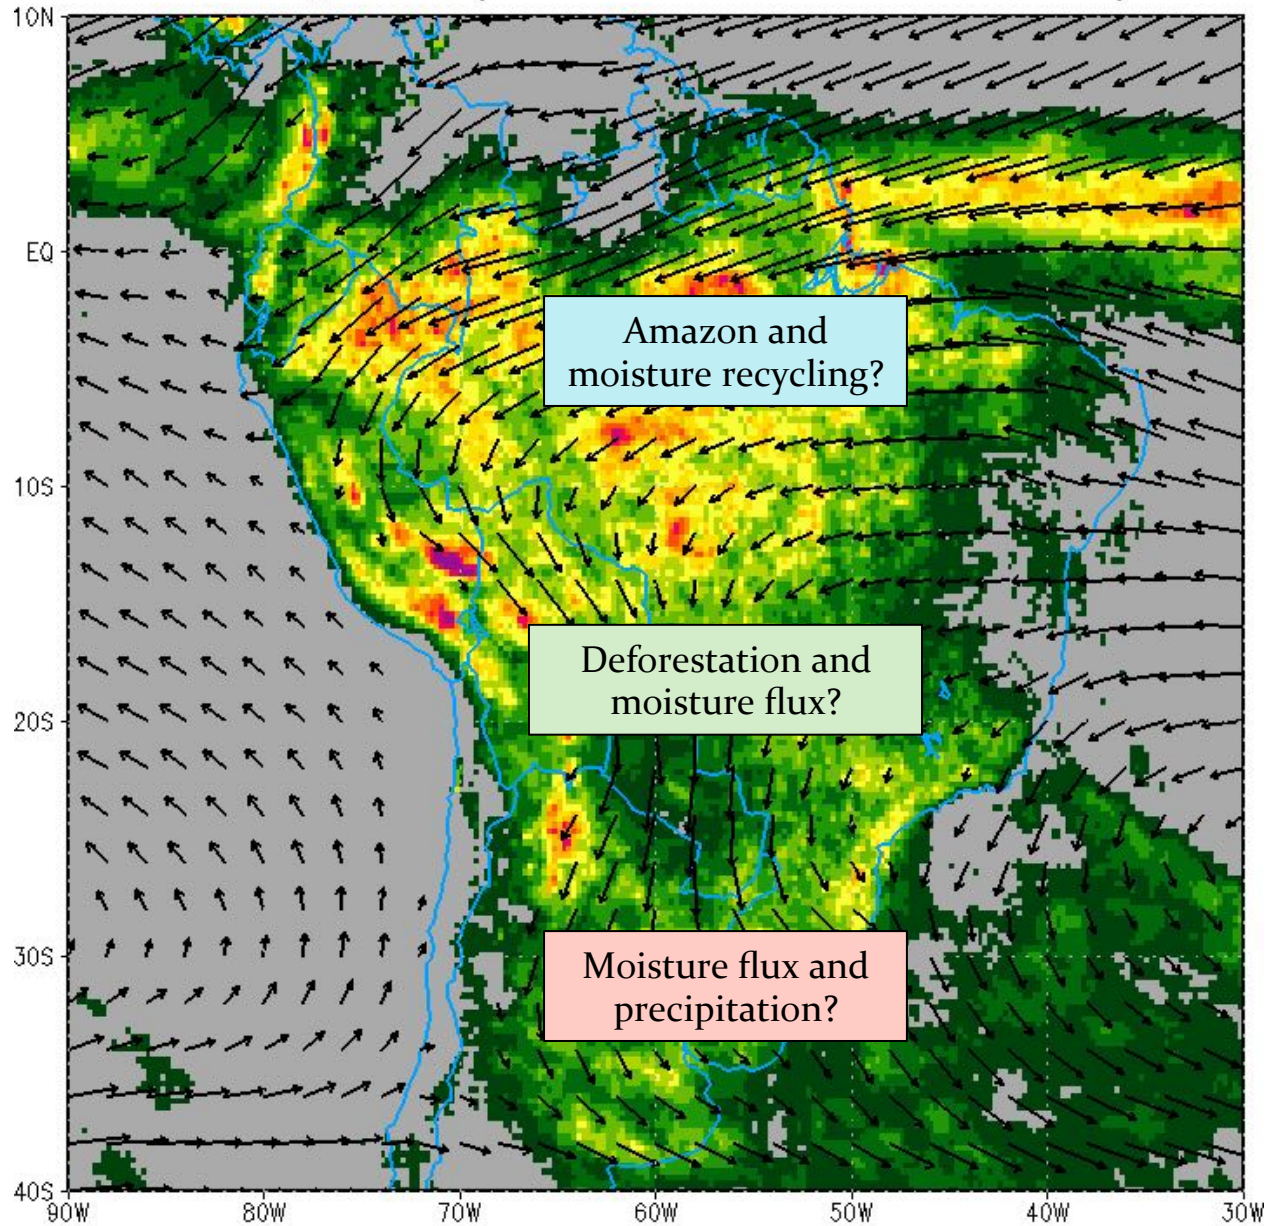 10N
EQ
Amazon and
moisture recycling?
10S
Deforestation and
moisture flux?
20S
Moisture flux and
precipitation?
30S
40S
90W 80W 70W 60W 50W 40W 30W